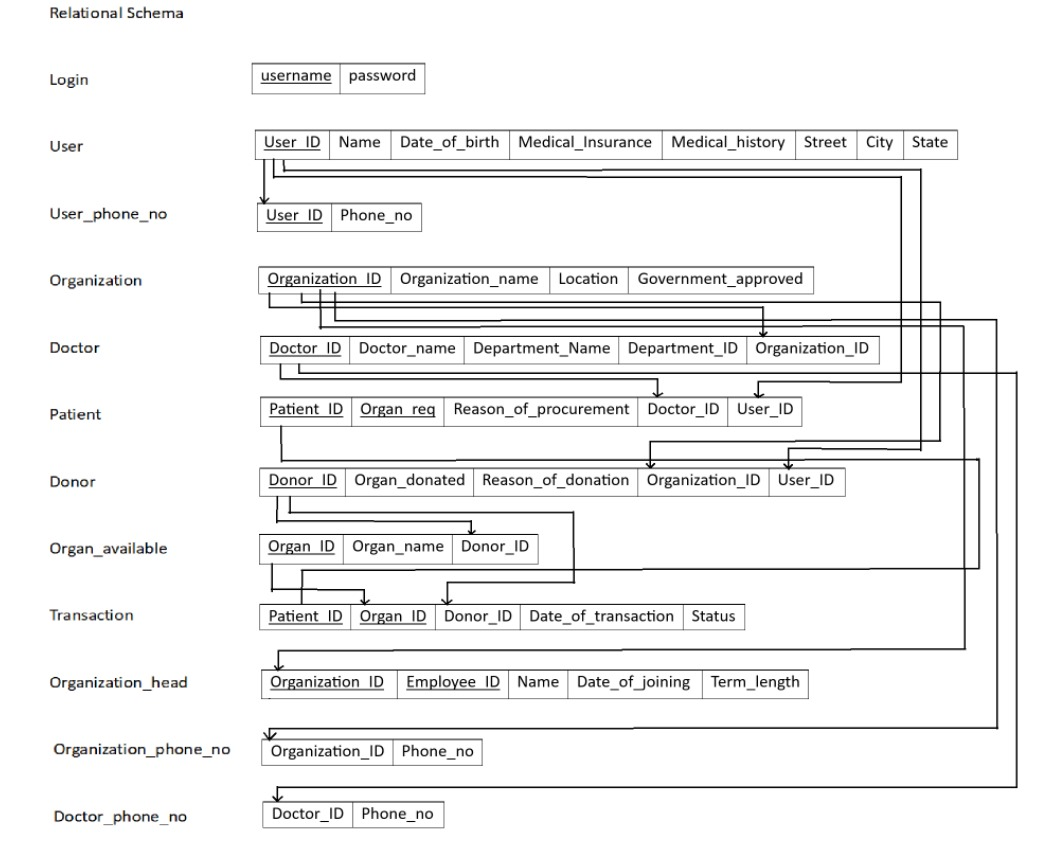 Relational Schema
Login username password
User User_ID Name Date_of_birth Medical_Insurance Medical_history Street City State
User_phone_no User_ID Phone_no
Organization Organization_ID Organization_name Location Government_approved
Doctor Doctor_ID Doctor_name Department_Name Department_ID Organization_ID
Patient Patient_ID Organ_req Reason_of_procurement Doctor_ID User_ID
Donor Donor_ID Organ_donated Reason_of_donation Organization_ID User_ID
Organ_available Organ_ID Organ_name Donor_ID
Transaction Patient_ID Organ_ID Donor_ID Date_of_transaction Status
Organization_head Organization_ID Employee_ID Name Date_of_joining Term_length
Organization_phone_no Organization_ID Phone_no
Doctor_phone_no Doctor_ID Phone_no